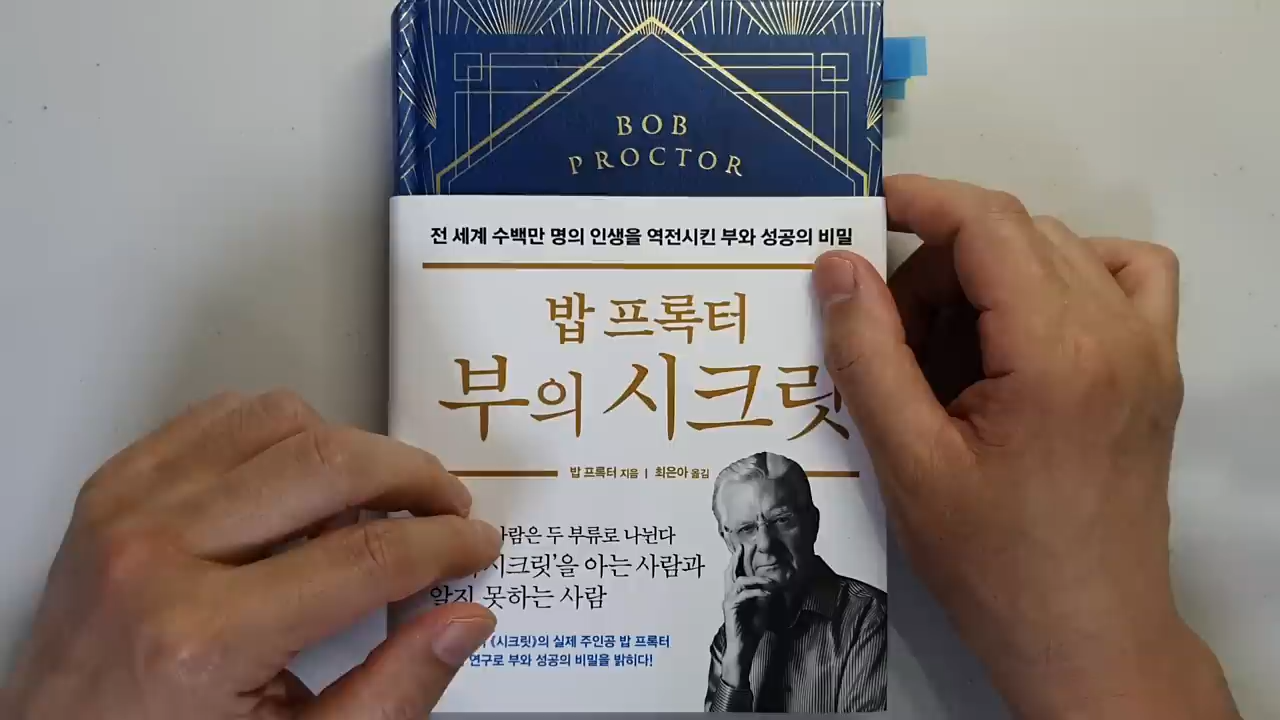 BOB
PROCTOR
전 세계 수백만 명의 인생을 역전시킨 부와 성공의 비밀
밥 프록터
부의 시크릿
밥 프록터 지음 | 최은아 옮김
사람은 두 부류로 나뉜다
시크릿’을 아는 사람과
알지 못하는 사람
《시크릿》의 실제 주인공 밥 프록터
연구로 부와 성공의 비밀을 밝히다!